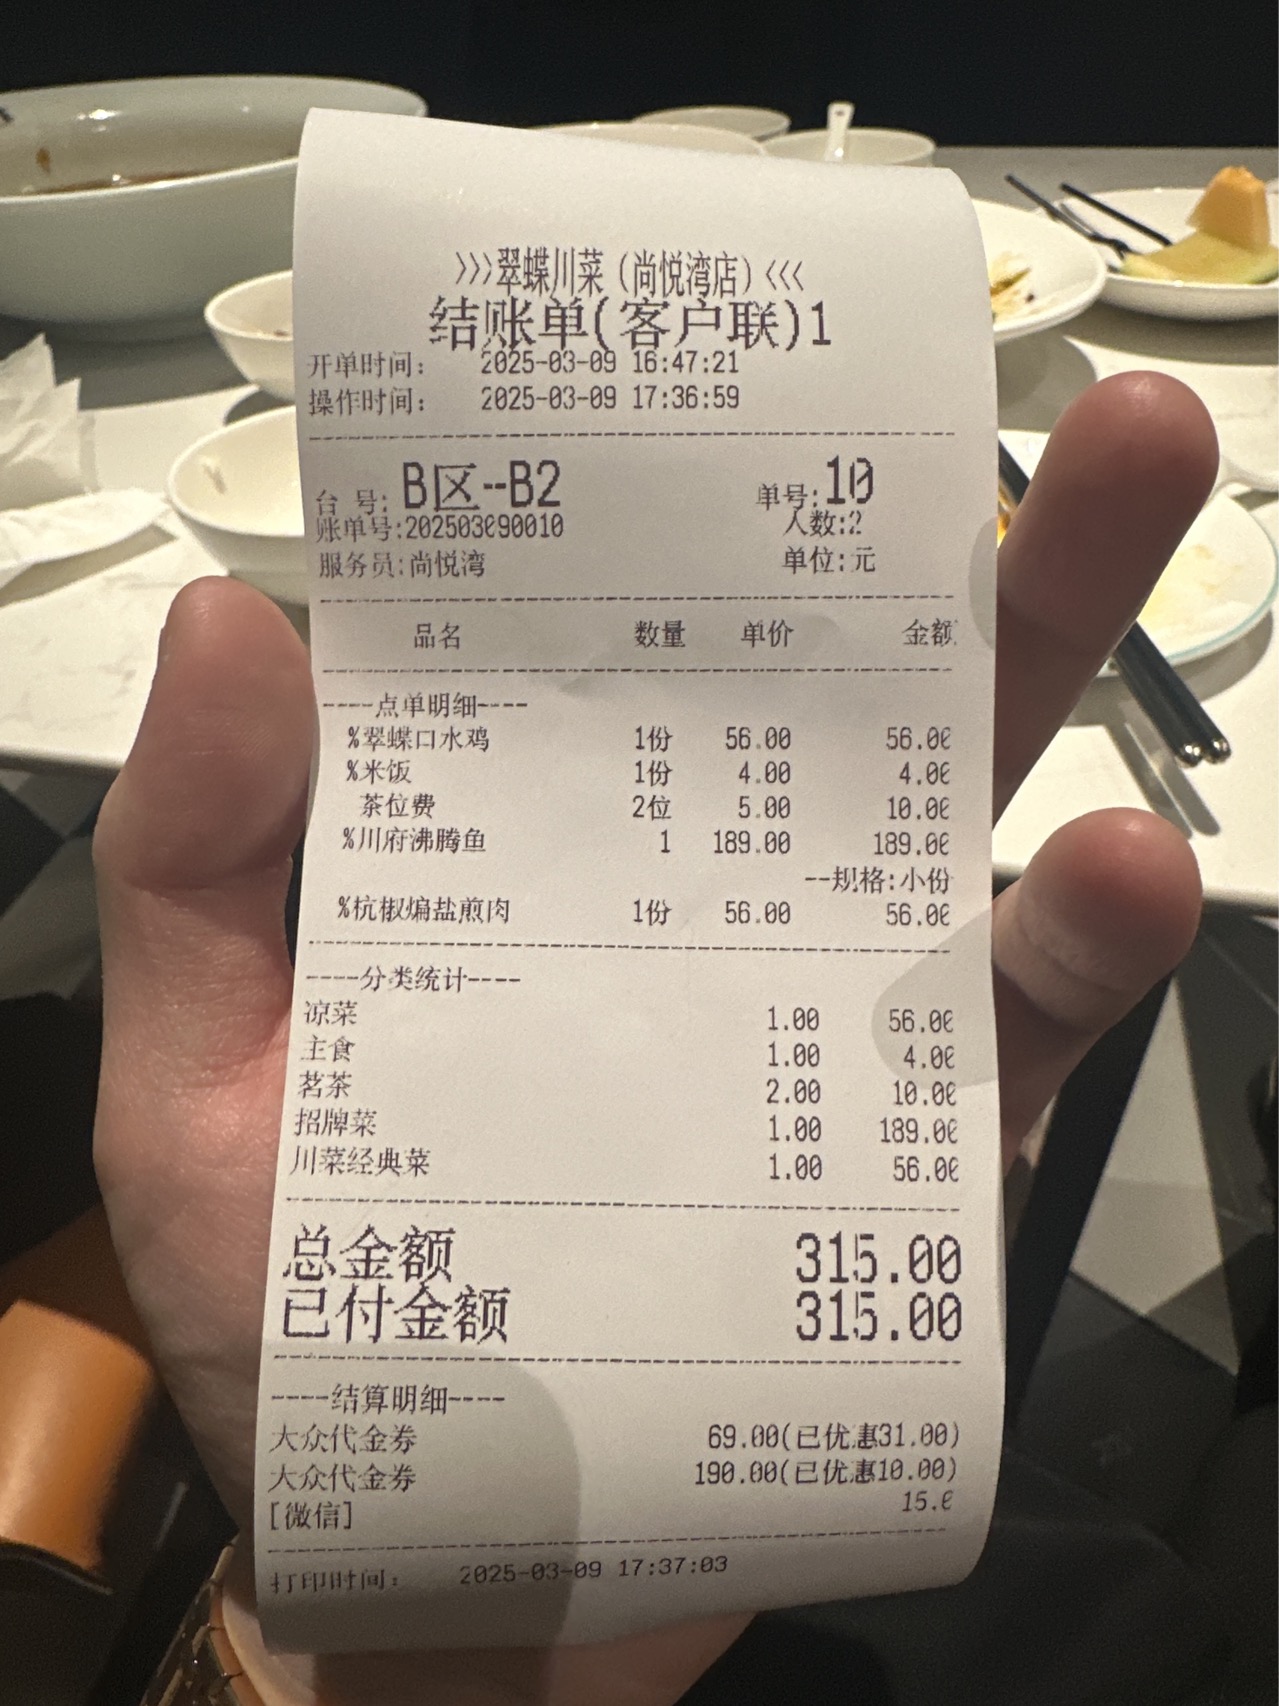 >>>翠蝶川菜(尚悦湾店)<<<
结账单(客户联)1
开单时间: 2025-03-09 16:47:21
操作时间: 2025-03-09 17:36:59
台 号: B区--B2 单号:10
账单号:202503090010 人数:2
服务员:尚悦湾 单位:元
品名 数量 单价 金额
----点单明细----
%翠蝶口水鸡 1份 56.00 56.00
%米饭 1份 4.00 4.00
茶位费 2位 5.00 10.00
%川府沸腾鱼 1 189.00 189.00
--规格:小份
%杭椒煸盐煎肉 1份 56.00 56.00
----分类统计----
凉菜 1.00 56.00
主食 1.00 4.00
茗茶 2.00 10.00
招牌菜 1.00 189.00
川菜经典菜 1.00 56.00
总金额 315.00
已付金额 315.00
----结算明细----
大众代金券 69.00(已优惠31.00)
大众代金券 190.00(已优惠10.00)
[微信] 15.0
打印时间: 2025-03-09 17:37:03